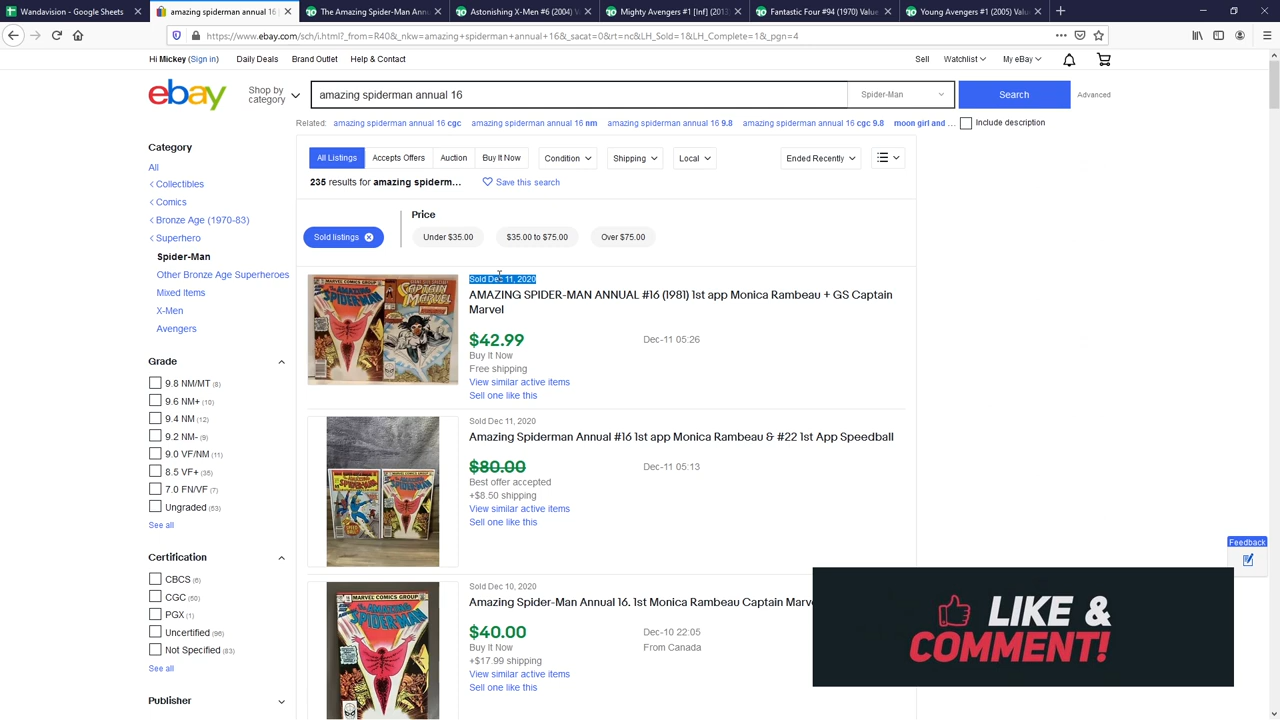 Wandavision - Google Sheets
amazing spiderman annual 16
The Amazing Spider-Man Annual
Astonishing X-Men #6 (2004) V
Mighty Avengers #1 [Inf] (2013
Fantastic Four #94 (1970) Value
Young Avengers #1 (2005) Valu
https://www.ebay.com/sch/i.html?_from=R40&_nkw=amazing+spiderman+annual+16&_sacat=0&rt=nc&LH_Sold=1&LH_Complete=1&_pgn=4
Hi Mickey (Sign in) Daily Deals Brand Outlet Help & Contact Sell Watchlist My eBay
ebay Shop by category amazing spiderman annual 16 Spider-Man Search Advanced
Related: amazing spiderman annual 16 cgc amazing spiderman annual 16 nm amazing spiderman annual 16 9.8 amazing spiderman annual 16 cgc 9.8 moon girl and ... Include description
Category
All
Collectibles
Comics
Bronze Age (1970-83)
Superhero
Spider-Man
Other Bronze Age Superheroes
Mixed Items
X-Men
Avengers
Grade
9.8 NM/MT (8)
9.6 NM+ (10)
9.4 NM (12)
9.2 NM- (9)
9.0 VF/NM (11)
8.5 VF+ (35)
7.0 FN/VF (7)
Ungraded (53)
See all
Certification
CBCS (6)
CGC (50)
PGX (1)
Uncertified (96)
Not Specified (83)
See all
Publisher
All Listings Accepts Offers Auction Buy It Now Condition Shipping Local Ended Recently
235 results for amazing spiderm... Save this search
Price
Sold listings Under $35.00 $35.00 to $75.00 Over $75.00
Sold Dec 11, 2020
AMAZING SPIDER-MAN ANNUAL #16 (1981) 1st app Monica Rambeau + GS Captain
Marvel
$42.99 Dec-11 05:26
Buy It Now
Free shipping
View similar active items
Sell one like this
Sold Dec 11, 2020
Amazing Spiderman Annual #16 1st app Monica Rambeau & #22 1st App Speedball
$80.00 Dec-11 05:13
Best offer accepted
+$8.50 shipping
View similar active items
Sell one like this
Sold Dec 10, 2020
Amazing Spider-Man Annual 16. 1st Monica Rambeau Captain Marve
$40.00 Dec-10 22:05
Buy It Now From Canada
+$17.99 shipping
View similar active items
Sell one like this
Feedback
LIKE &
COMMENT!